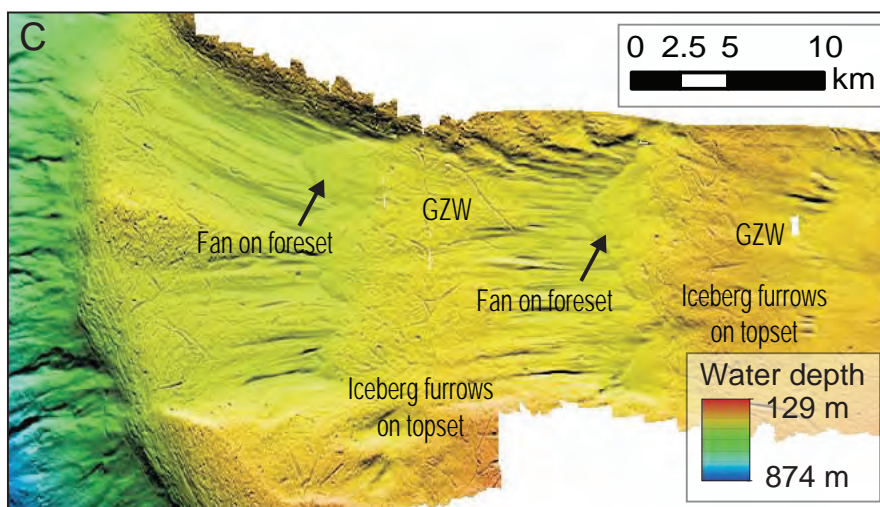 C
0 2.5 5 10
km
GZW
Fan on foreset
GZW
Fan on foreset
Iceberg furrows
on topset
Iceberg furrows
on topset
Water depth
129 m
874 m